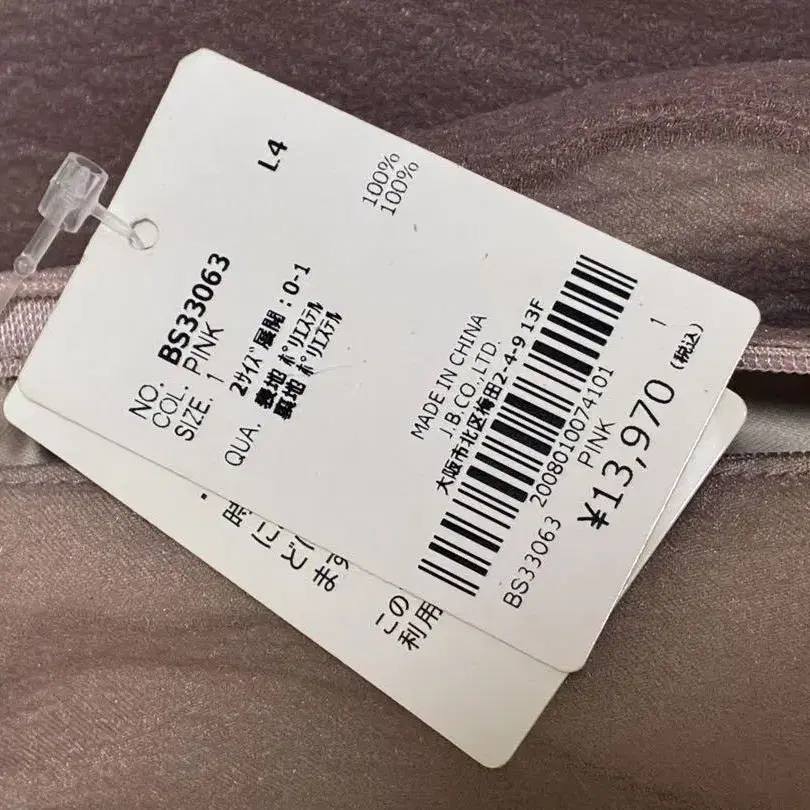 L4
NO. BS33063
COL. PINK
SIZE. 1
2サイズ展開：0-1
QUA. 表地 ポリエステル 100%
裏地 ポリエステル 100%
MADE IN CHINA
J.B.CO.,LTD.
大阪市北区梅田2-4-9 13F
2008010074101
BS33063 PINK 1
¥13,970 (税込)
ます
この
利用